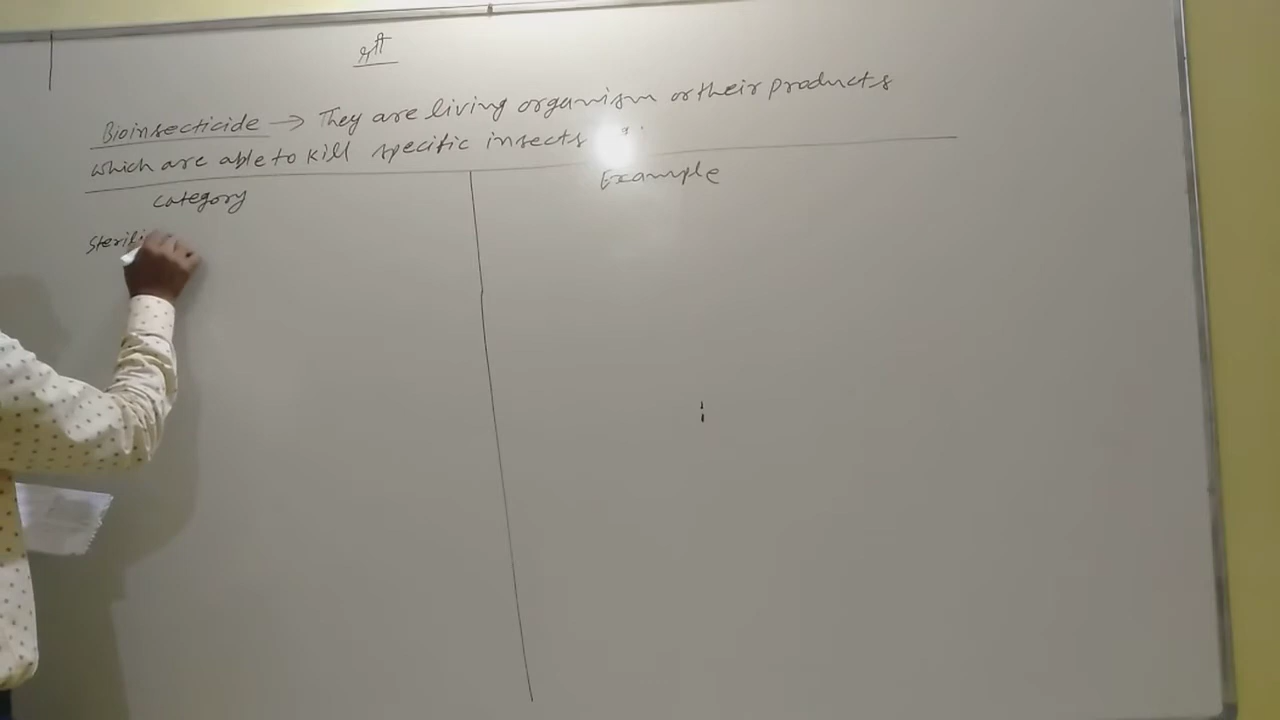 श्री
Bioinsecticide → They are living organism or their products
which are able to kill specific insects
Category
Example